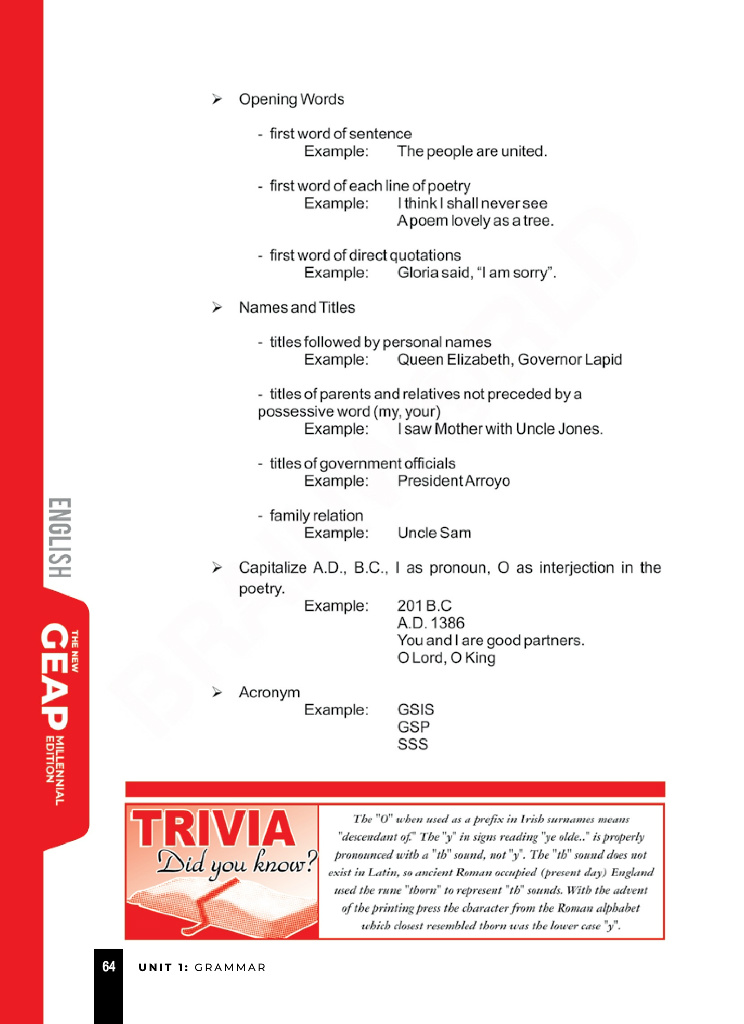 ➢ Opening Words
- first word of sentence
Example: The people are united.
- first word of each line of poetry
Example: I think I shall never see
A poem lovely as a tree.
- first word of direct quotations
Example: Gloria said, “I am sorry”.
➢ Names and Titles
- titles followed by personal names
Example: Queen Elizabeth, Governor Lapid
- titles of parents and relatives not preceded by a
possessive word (my, your)
Example: I saw Mother with Uncle Jones.
- titles of government officials
Example: President Arroyo
- family relation
Example: Uncle Sam
➢ Capitalize A.D., B.C., I as pronoun, O as interjection in the
poetry.
Example: 201 B.C
A.D. 1386
You and I are good partners.
O Lord, O King
➢ Acronym
Example: GSIS
GSP
SSS
ENGLISH
THE NEW
GEAP
MILLENNIAL
EDITION
TRIVIA
Did you know?
The "O" when used as a prefix in Irish surnames means
"descendant of." The "y" in signs reading "ye olde.." is properly
pronounced with a "th" sound, not "y". The "th" sound does not
exist in Latin, so ancient Roman occupied (present day) England
used the rune "thorn" to represent "th" sounds. With the advent
of the printing press the character from the Roman alphabet
which closest resembled thorn was the lower case "y".
64 UNIT 1: GRAMMAR